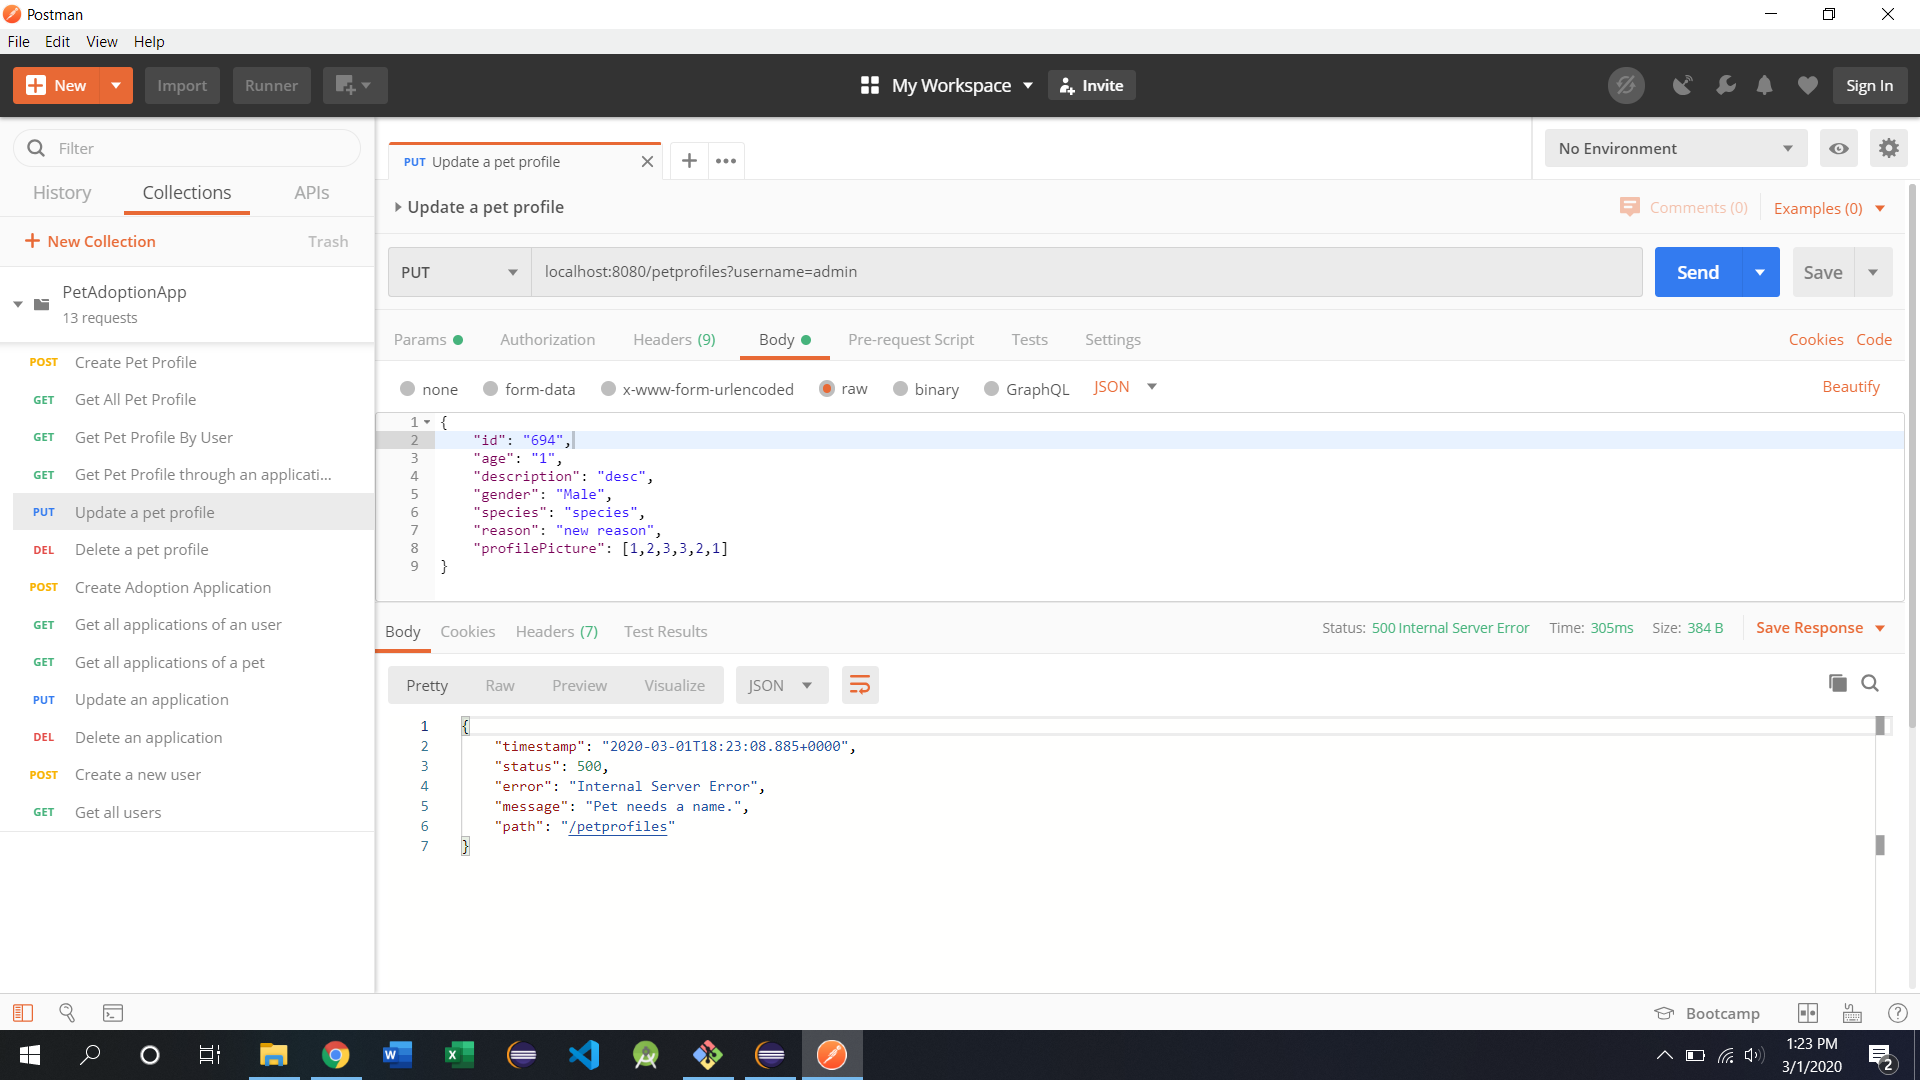 Postman
File Edit View Help
New Import Runner My Workspace Invite Sign In
Filter
History Collections APIs
+ New Collection Trash
PetAdoptionApp
13 requests
POST Create Pet Profile
GET Get All Pet Profile
GET Get Pet Profile By User
GET Get Pet Profile through an applicati...
PUT Update a pet profile
DEL Delete a pet profile
POST Create Adoption Application
GET Get all applications of an user
GET Get all applications of a pet
PUT Update an application
DEL Delete an application
POST Create a new user
GET Get all users
PUT Update a pet profile
No Environment
Update a pet profile
Comments (0) Examples (0)
PUT localhost:8080/petprofiles?username=admin Send Save
Params Authorization Headers (9) Body Pre-request Script Tests Settings Cookies Code
none form-data x-www-form-urlencoded raw binary GraphQL JSON Beautify
1 {
2 "id": "694",
3 "age": "1",
4 "description": "desc",
5 "gender": "Male",
6 "species": "species",
7 "reason": "new reason",
8 "profilePicture": [1,2,3,3,2,1]
9 }
Body Cookies Headers (7) Test Results Status: 500 Internal Server Error Time: 305ms Size: 384 B Save Response
Pretty Raw Preview Visualize JSON
1 {
2 "timestamp": "2020-03-01T18:23:08.885+0000",
3 "status": 500,
4 "error": "Internal Server Error",
5 "message": "Pet needs a name.",
6 "path": "/petprofiles"
7 }
Bootcamp
1:23 PM
3/1/2020
2